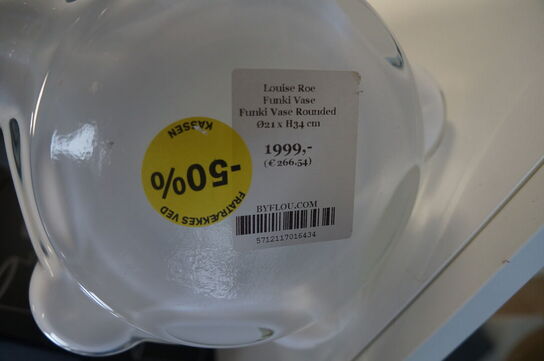 Louise Roe
Funki Vase
Funki Vase Rounded
Ø21 x H34 cm
1999,-
(€ 266.54)
BYFLOU.COM
5712117016434
-50%
FRATRÆKKES VED
KASSEN